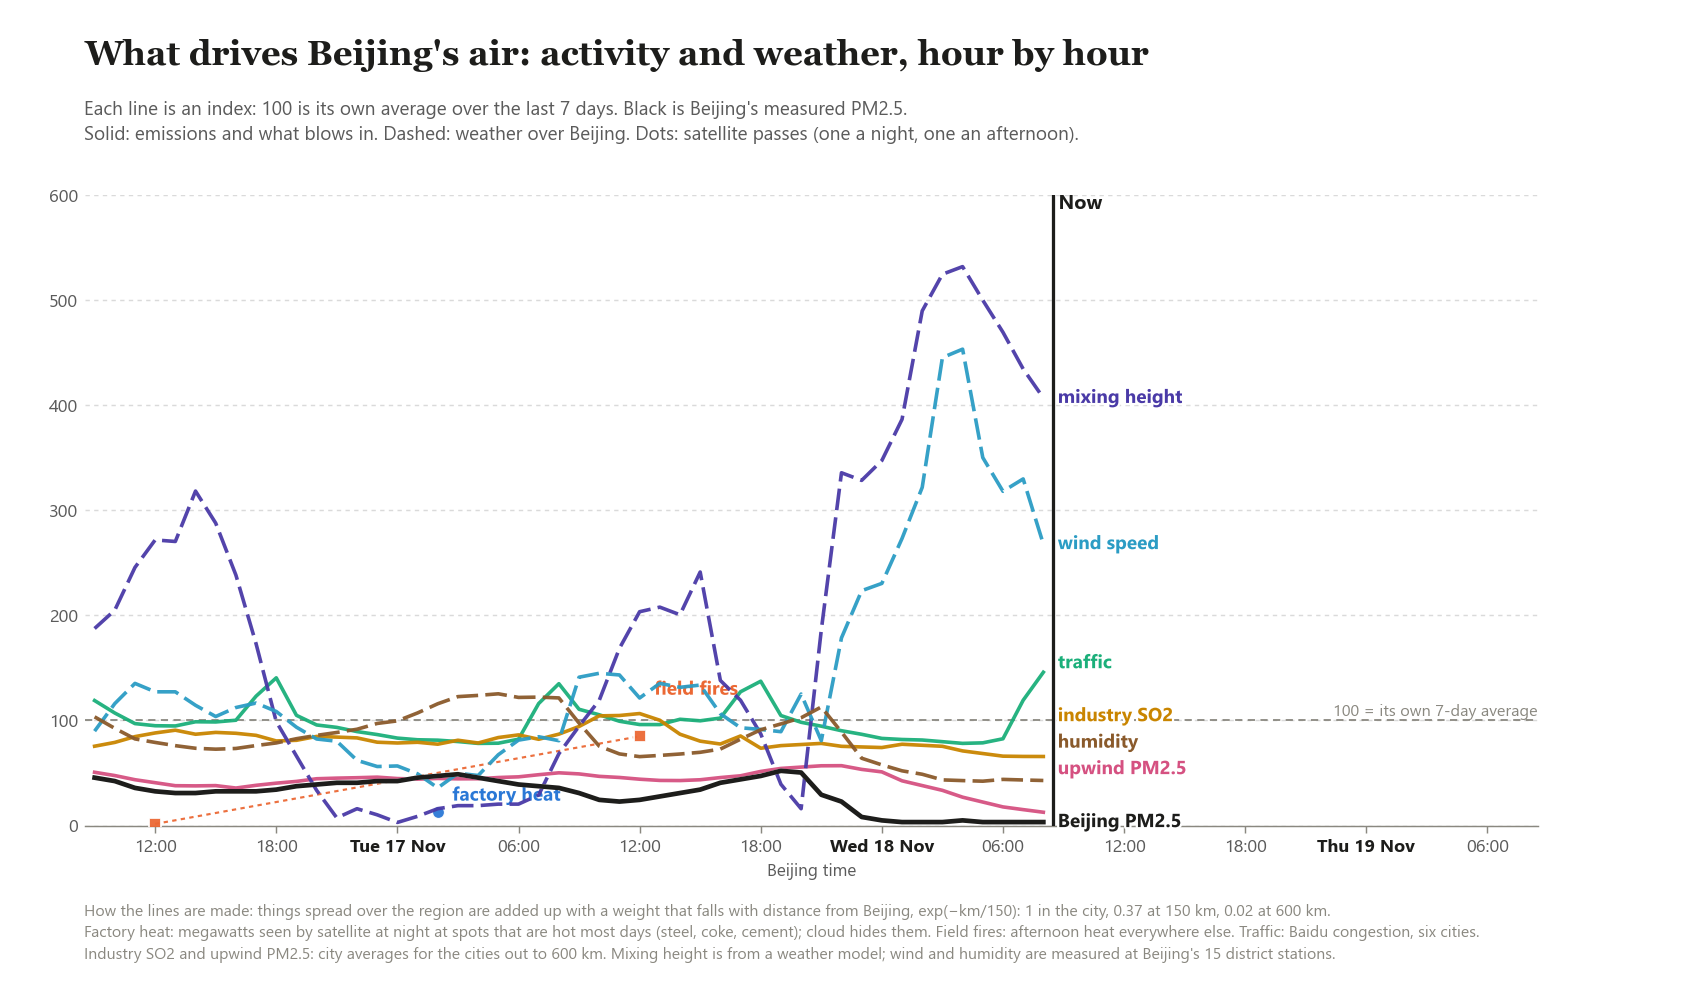 What drives Beijing's air: activity and weather, hour by hour
Each line is an index: 100 is its own average over the last 7 days. Black is Beijing's measured PM2.5.
Solid: emissions and what blows in. Dashed: weather over Beijing. Dots: satellite passes (one a night, one an afternoon).
600
Now
500
400
mixing height
300
wind speed
200
traffic
field fires
100
industry SO2
100 = its own 7-day average
humidity
upwind PM2.5
factory heat
0
Beijing PM2.5
12:00
18:00
Tue 17 Nov
06:00
12:00
18:00
Wed 18 Nov
06:00
12:00
18:00
Thu 19 Nov
06:00
Beijing time
How the lines are made: things spread over the region are added up with a weight that falls with distance from Beijing, exp(−km/150): 1 in the city, 0.37 at 150 km, 0.02 at 600 km.
Factory heat: megawatts seen by satellite at night at spots that are hot most days (steel, coke, cement); cloud hides them. Field fires: afternoon heat everywhere else. Traffic: Baidu congestion, six cities.
Industry SO2 and upwind PM2.5: city averages for the cities out to 600 km. Mixing height is from a weather model; wind and humidity are measured at Beijing's 15 district stations.